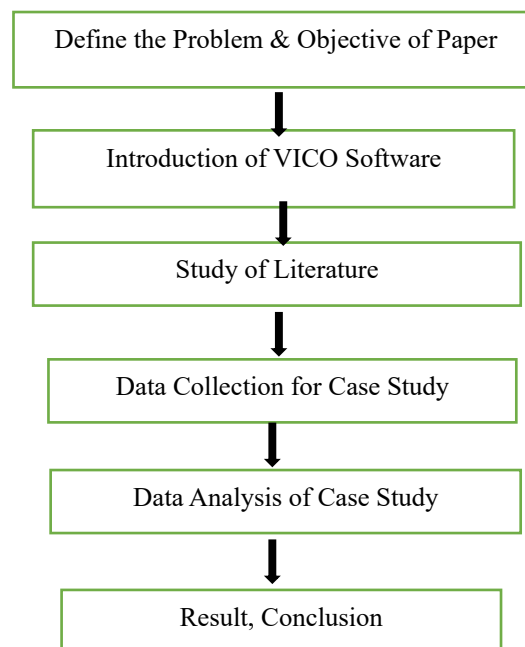 Define the Problem & Objective of Paper
Introduction of VICO Software
Study of Literature
Data Collection for Case Study
Data Analysis of Case Study
Result, Conclusion